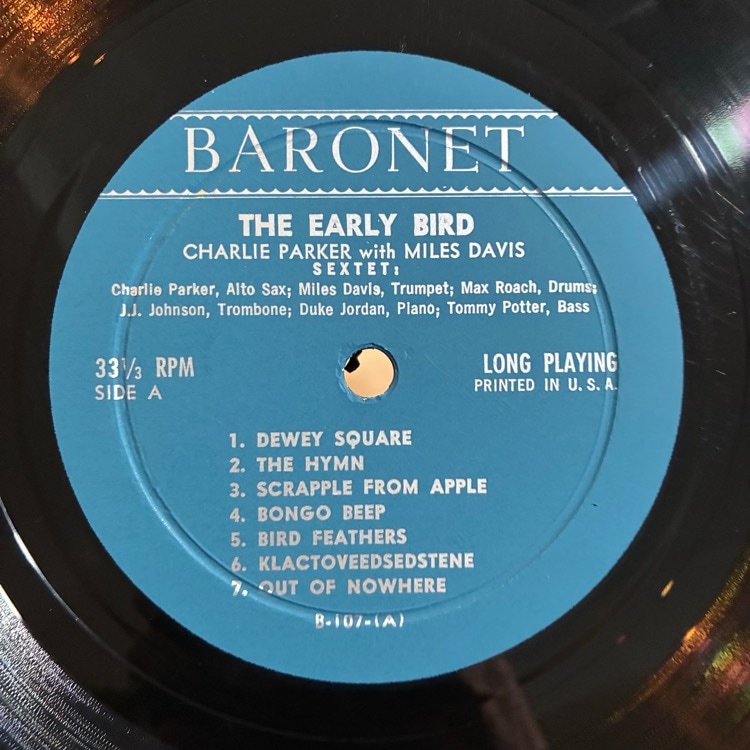 BARONET
THE EARLY BIRD
CHARLIE PARKER with MILES DAVIS
SEXTET:
Charlie Parker, Alto Sax; Miles Davis, Trumpet; Max Roach, Drums;
J.J. Johnson, Trombone; Duke Jordan, Piano; Tommy Potter, Bass
33⅓ RPM
SIDE A
LONG PLAYING
PRINTED IN U.S.A.
1. DEWEY SQUARE
2. THE HYMN
3. SCRAPPLE FROM APPLE
4. BONGO BEEP
5. BIRD FEATHERS
6. KLACTOVEEDSEDSTENE
7. OUT OF NOWHERE
B-107-(A)